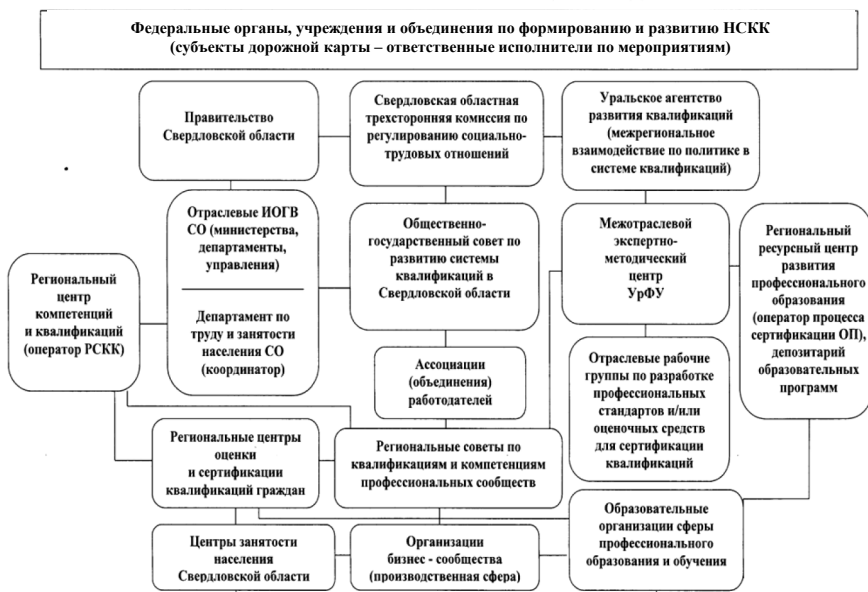 Федеральные органы, учреждения и объединения по формированию и развитию НСКК
(субъекты дорожной карты – ответственные исполнители по мероприятиям)
Правительство
Свердловской области
Свердловская областная
трехсторонняя комиссия по
регулированию социально-
трудовых отношений
Уральское агентство
развития квалификаций
(межрегиональное
взаимодействие по политике в
системе квалификаций)
Региональный
центр
компетенций
и квалификаций
(оператор РСКК)
Отраслевые ИОГВ
СО (министерства,
департаменты,
управления)
Департамент по
труду и занятости
населения СО
(координатор)
Общественно-
государственный совет по
развитию системы
квалификаций в
Свердловской области
Межотраслевой
экспертно-
методический
центр
УрФУ
Региональный
ресурсный центр
развития
профессионального
образования
(оператор процесса
сертификации ОП),
депозитарий
образовательных
программ
Ассоциации
(объединения)
работодателей
Отраслевые рабочие
группы по разработке
профессиональных
стандартов и/или
оценочных средств
для сертификации
квалификаций
Региональные центры
оценки
и сертификации
квалификаций граждан
Региональные советы по
квалификациям и компетенциям
профессиональных сообществ
Центры занятости
населения
Свердловской области
Организации
бизнес - сообщества
(производственная сфера)
Образовательные
организации сферы
профессионального
образования и обучения